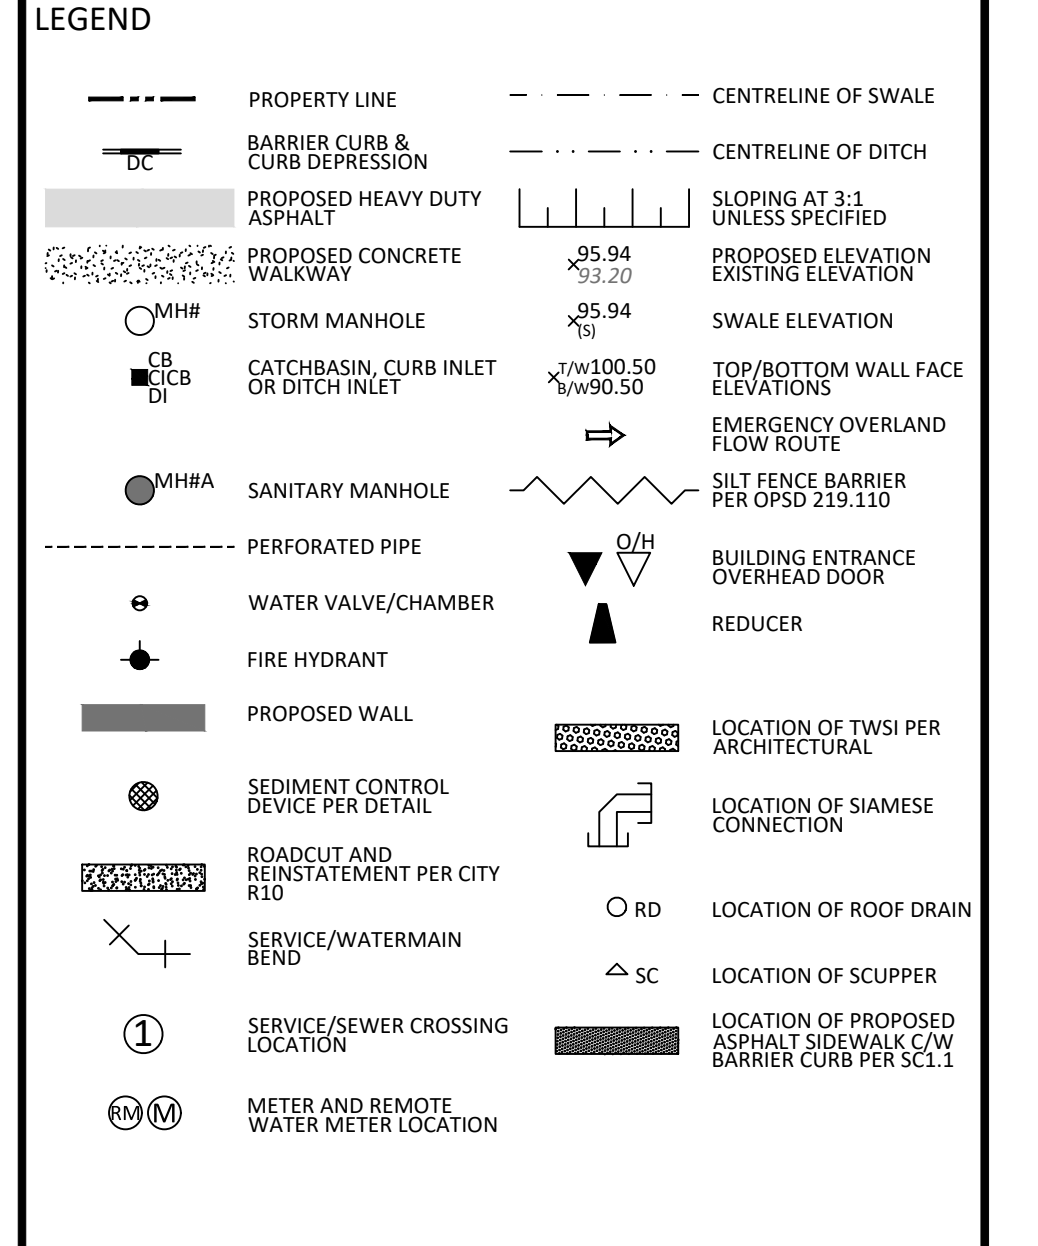 LEGEND
PROPERTY LINE
DC
BARRIER CURB &
CURB DEPRESSION
PROPOSED HEAVY DUTY
ASPHALT
PROPOSED CONCRETE
WALKWAY
MH#
STORM MANHOLE
CB
CICB
DI
CATCHBASIN, CURB INLET
OR DITCH INLET
MH#A
SANITARY MANHOLE
PERFORATED PIPE
WATER VALVE/CHAMBER
FIRE HYDRANT
PROPOSED WALL
SEDIMENT CONTROL
DEVICE PER DETAIL
ROADCUT AND
REINSTATEMENT PER CITY
R10
SERVICE/WATERMAIN
BEND
1
SERVICE/SEWER CROSSING
LOCATION
RM M
METER AND REMOTE
WATER METER LOCATION
CENTRELINE OF SWALE
CENTRELINE OF DITCH
SLOPING AT 3:1
UNLESS SPECIFIED
95.94
93.20
PROPOSED ELEVATION
EXISTING ELEVATION
95.94
(S)
SWALE ELEVATION
T/W100.50
B/W90.50
TOP/BOTTOM WALL FACE
ELEVATIONS
EMERGENCY OVERLAND
FLOW ROUTE
SILT FENCE BARRIER
PER OPSD 219.110
O/H
BUILDING ENTRANCE
OVERHEAD DOOR
REDUCER
LOCATION OF TWSI PER
ARCHITECTURAL
LOCATION OF SIAMESE
CONNECTION
RD
LOCATION OF ROOF DRAIN
SC
LOCATION OF SCUPPER
LOCATION OF PROPOSED
ASPHALT SIDEWALK C/W
BARRIER CURB PER SC1.1